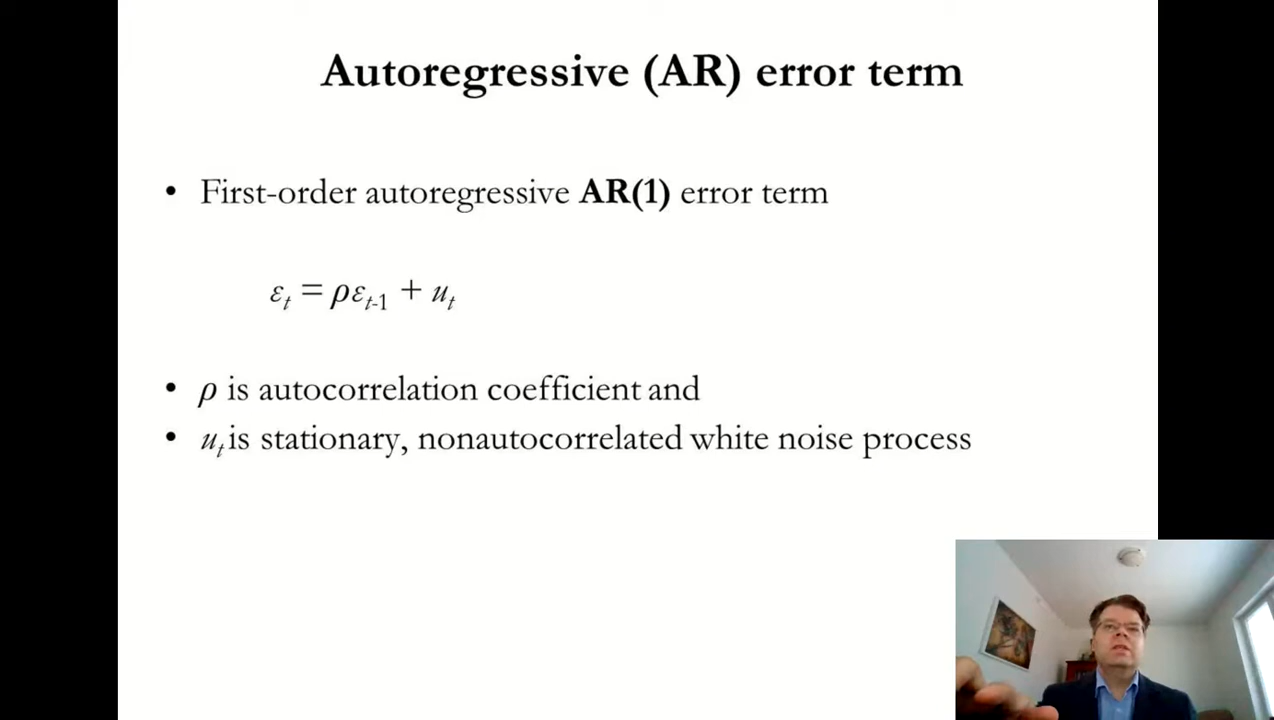 Autoregressive (AR) error term
• First-order autoregressive AR(1) error term
εₜ = ρεₜ₋₁ + uₜ
• ρ is autocorrelation coefficient and
• uₜ is stationary, nonautocorrelated white noise process